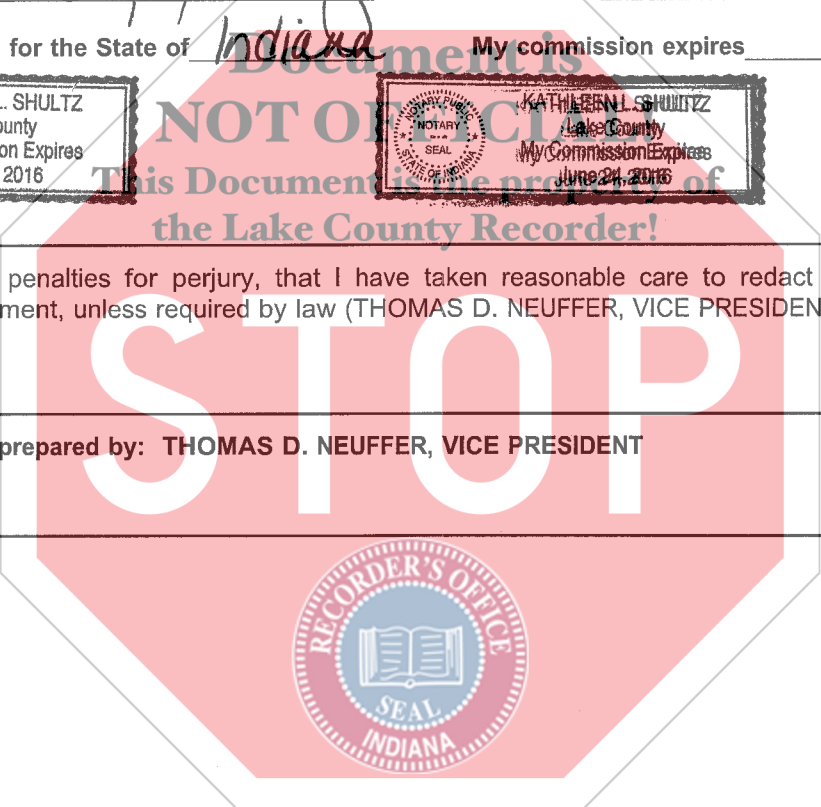 for the State of Indiana My commission expires
Document is
NOT OFFICIAL
This Document is the property of
the Lake County Recorder!
L. SHULTZ
ounty
on Expires
2016
NOTARY PUBLIC
NOTARY
SEAL
STATE OF INDIANA
KATHLEEN L. SHULTZ
Lake County
My Commission Expires
June 24, 2016
penalties for perjury, that I have taken reasonable care to redact
ment, unless required by law (THOMAS D. NEUFFER, VICE PRESIDEN
STOP
prepared by: THOMAS D. NEUFFER, VICE PRESIDENT
RECORDER'S OFFICE
SEAL
INDIANA